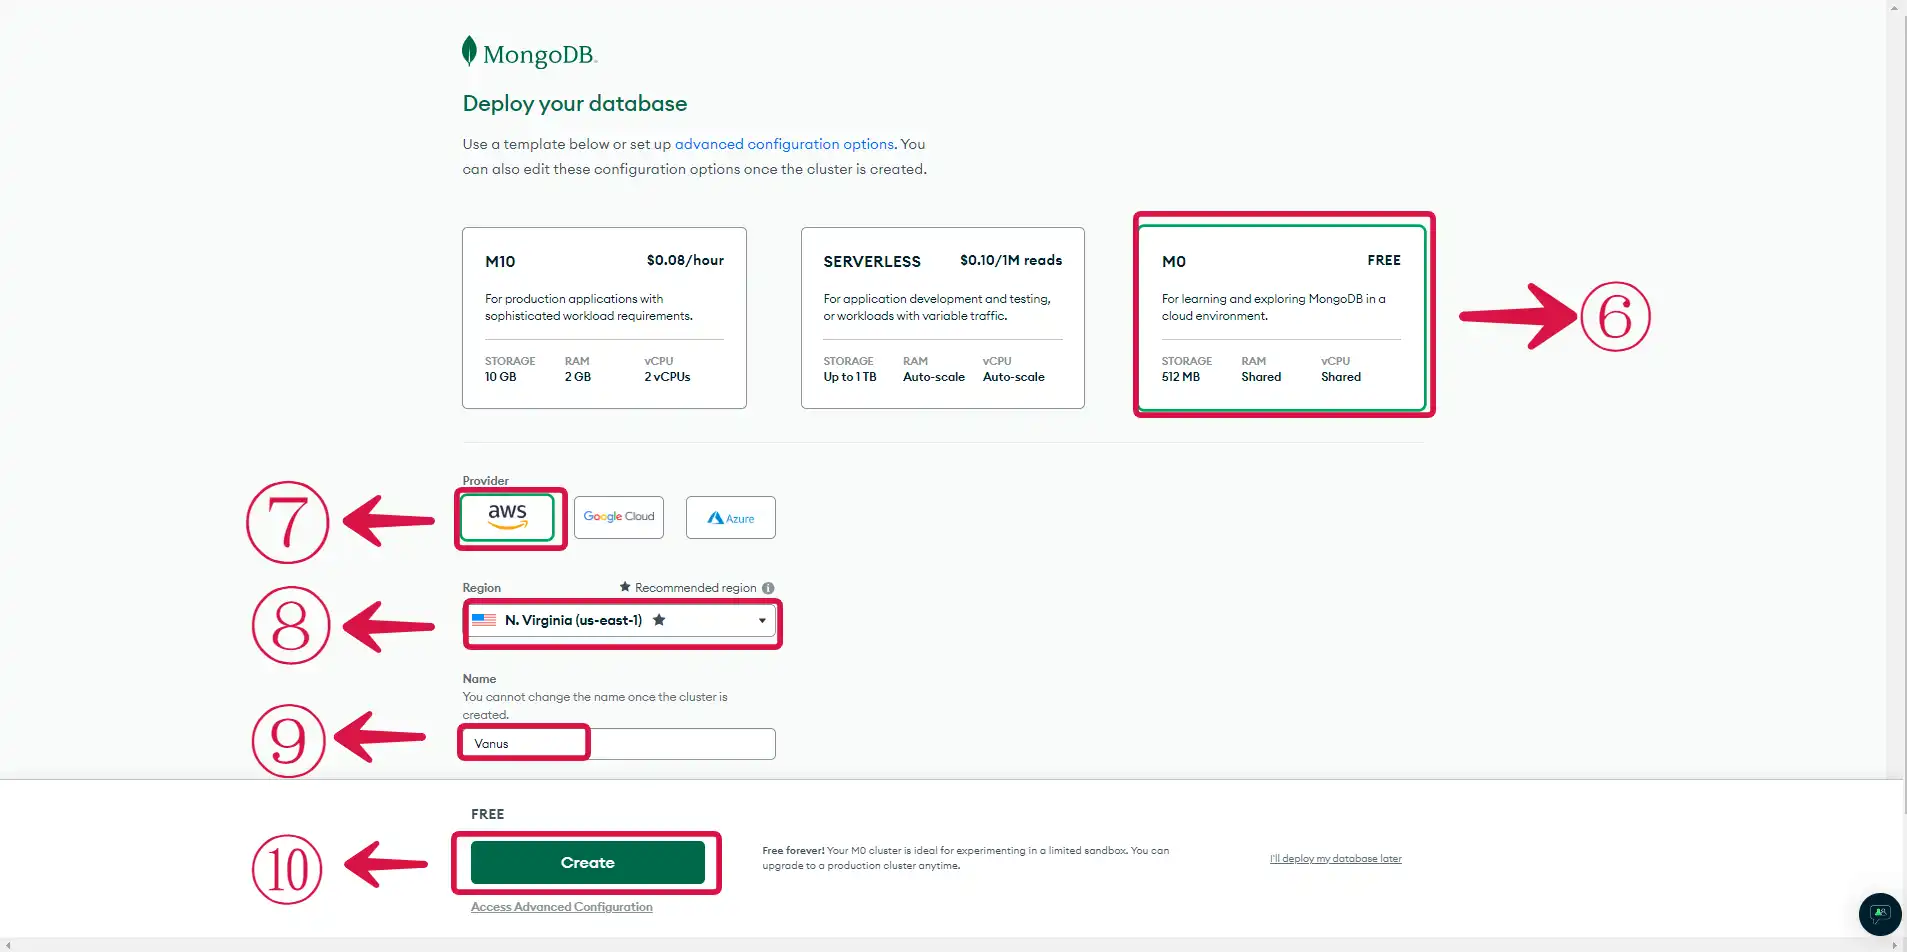 MongoDB.
Deploy your database
Use a template below or set up advanced configuration options. You
can also edit these configuration options once the cluster is created.
M10 $0.08/hour
For production applications with
sophisticated workload requirements.
STORAGE RAM vCPU
10 GB 2 GB 2 vCPUs
SERVERLESS $0.10/1M reads
For application development and testing,
or workloads with variable traffic.
STORAGE RAM vCPU
Up to 1 TB Auto-scale Auto-scale
M0 FREE
For learning and exploring MongoDB in a
cloud environment.
STORAGE RAM vCPU
512 MB Shared Shared
⑥
Provider
⑦
aws Google Cloud Azure
Region ★ Recommended region
⑧
N. Virginia (us-east-1) ★
Name
You cannot change the name once the cluster is
created.
⑨
Vanus
FREE
⑩
Create
Free forever! Your M0 cluster is ideal for experimenting in a limited sandbox. You can
upgrade to a production cluster anytime.
I'll deploy my database later
Access Advanced Configuration